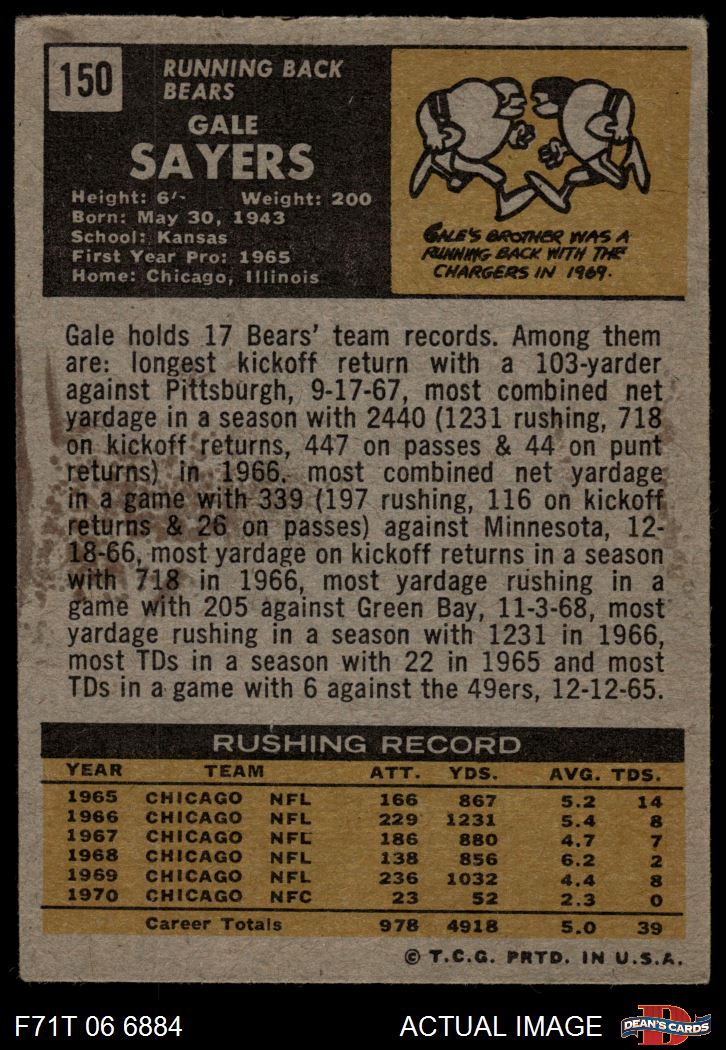 150
RUNNING BACK
BEARS
GALE
SAYERS
Height: 6'- Weight: 200
Born: May 30, 1943
School: Kansas
First Year Pro: 1965
Home: Chicago, Illinois
GALE'S BROTHER WAS A
RUNNING BACK WITH THE
CHARGERS IN 1969.
Gale holds 17 Bears' team records. Among them
are: longest kickoff return with a 103-yarder
against Pittsburgh, 9-17-67, most combined net
yardage in a season with 2440 (1231 rushing, 718
on kickoff returns, 447 on passes & 44 on punt
returns) in 1966. most combined net yardage
in a game with 339 (197 rushing, 116 on kickoff
returns & 26 on passes) against Minnesota, 12-
18-66, most yardage on kickoff returns in a season
with 718 in 1966, most yardage rushing in a
game with 205 against Green Bay, 11-3-68, most
yardage rushing in a season with 1231 in 1966,
most TDs in a season with 22 in 1965 and most
TDs in a game with 6 against the 49ers, 12-12-65.
RUSHING RECORD
YEAR TEAM ATT. YDS. AVG. TDS.
1965 CHICAGO NFL 166 867 5.2 14
1966 CHICAGO NFL 229 1231 5.4 8
1967 CHICAGO NFL 186 880 4.7 7
1968 CHICAGO NFL 138 856 6.2 2
1969 CHICAGO NFL 236 1032 4.4 8
1970 CHICAGO NFC 23 52 2.3 0
Career Totals 978 4918 5.0 39
© T.C.G. PRTD. IN U.S.A.
F71T 06 6884 ACTUAL IMAGE
D
DEAN'S CARDS